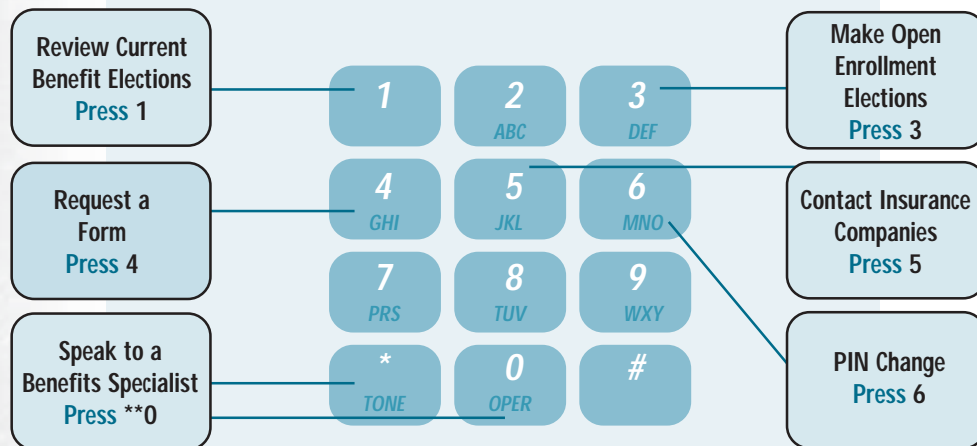 Review Current
Benefit Elections
Press 1
Request a
Form
Press 4
Speak to a
Benefits Specialist
Press **0
1
2
ABC
3
DEF
4
GHI
5
JKL
6
MNO
7
PRS
8
TUV
9
WXY
*
TONE
0
OPER
#
Make Open
Enrollment
Elections
Press 3
Contact Insurance
Companies
Press 5
PIN Change
Press 6